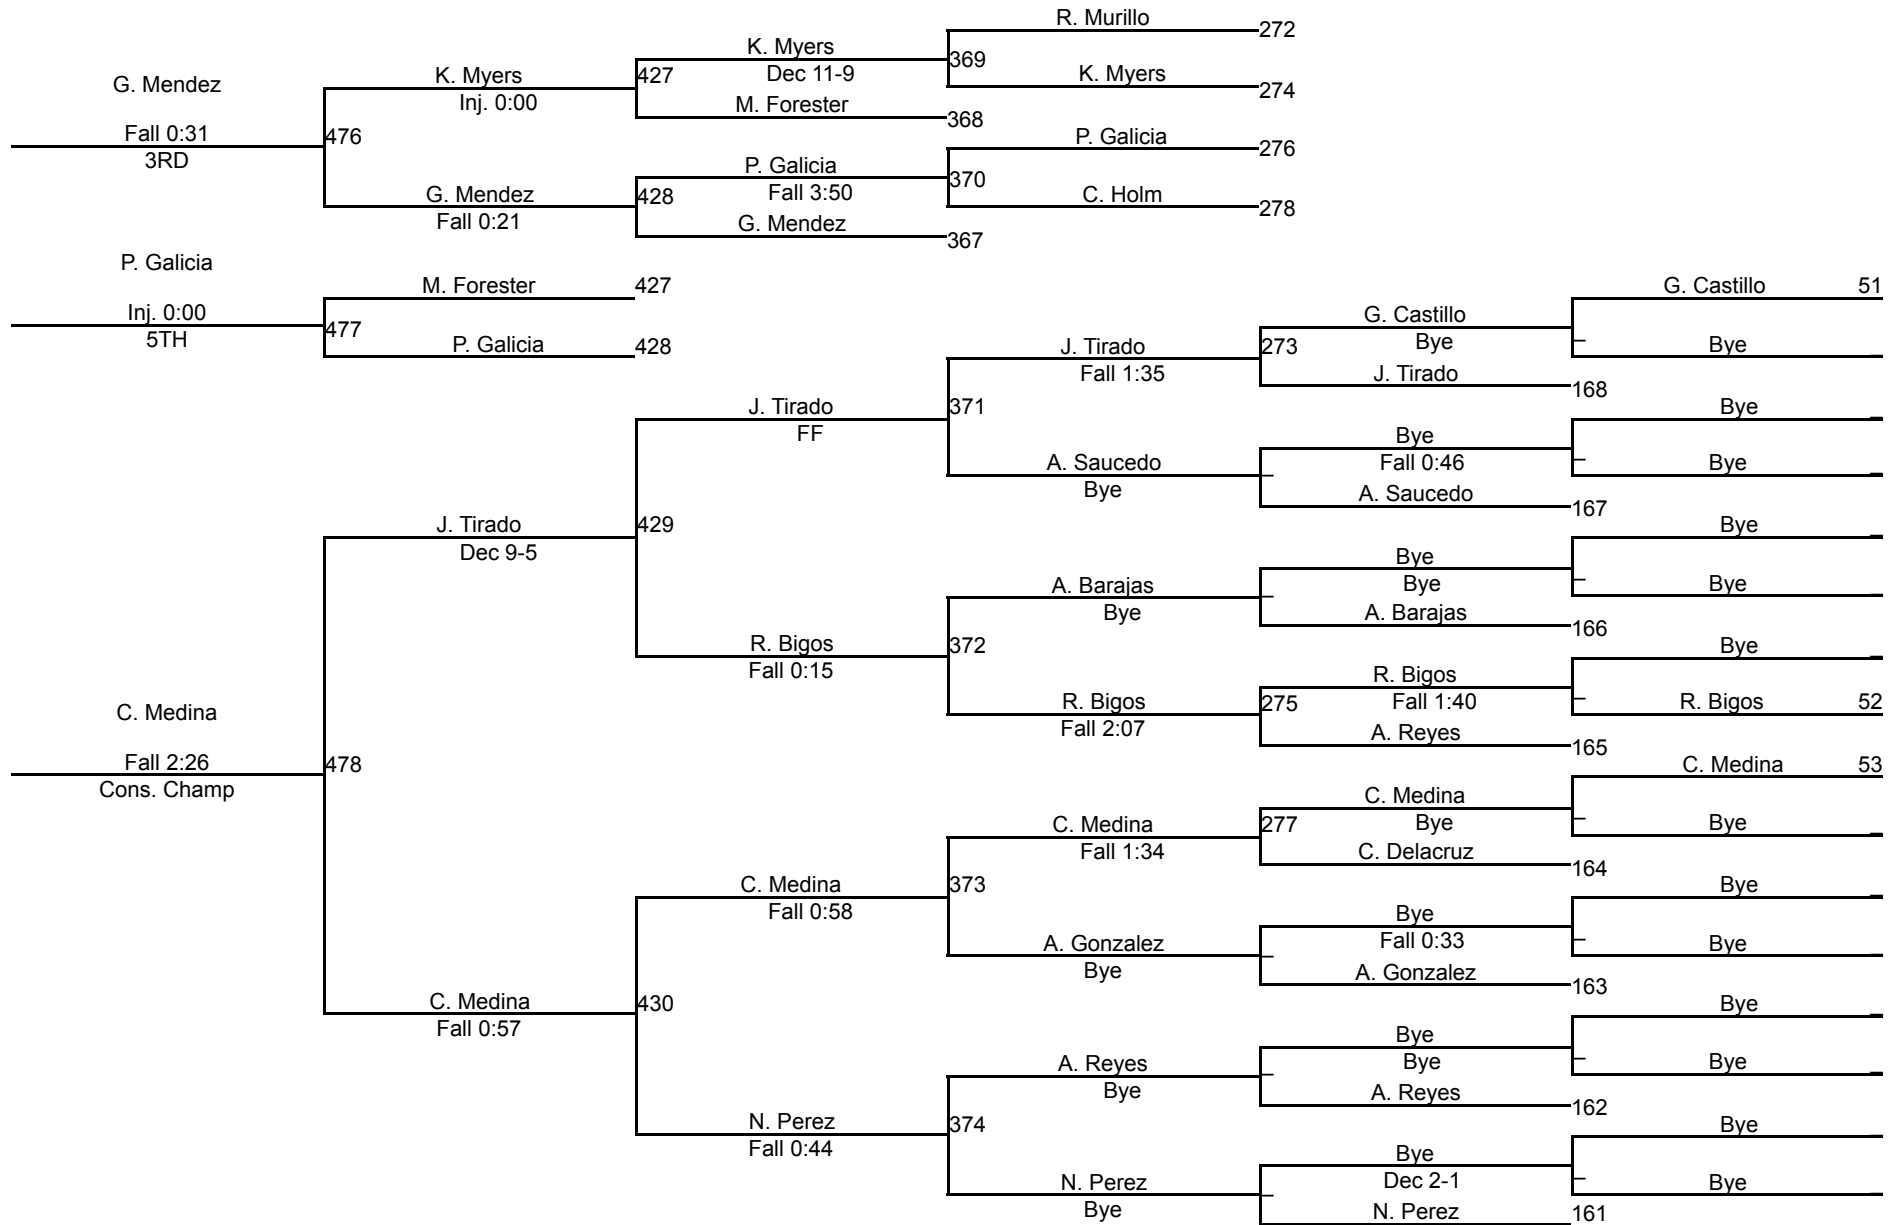 R. Murillo
272
K. Myers
369
G. Mendez
K. Myers
427
Dec 11-9
K. Myers
274
Inj. 0:00
M. Forester
368
Fall 0:31
476
P. Galicia
276
3RD
P. Galicia
370
G. Mendez
428
Fall 3:50
C. Holm
278
Fall 0:21
G. Mendez
367
P. Galicia
M. Forester
427
G. Castillo
51
Inj. 0:00
477
G. Castillo
5TH
P. Galicia
428
J. Tirado
273
Bye
Bye
Fall 1:35
J. Tirado
168
J. Tirado
371
Bye
FF
Bye
A. Saucedo
Fall 0:46
Bye
Bye
A. Saucedo
167
J. Tirado
429
Bye
Dec 9-5
Bye
A. Barajas
Bye
Bye
Bye
A. Barajas
166
R. Bigos
372
Bye
Fall 0:15
R. Bigos
R. Bigos
275
Fall 1:40
R. Bigos
52
C. Medina
Fall 2:07
A. Reyes
165
Fall 2:26
478
C. Medina
53
Cons. Champ
C. Medina
C. Medina
277
Bye
Bye
Fall 1:34
C. Delacruz
164
C. Medina
373
Bye
Fall 0:58
Bye
A. Gonzalez
Fall 0:33
Bye
Bye
A. Gonzalez
163
C. Medina
430
Bye
Fall 0:57
Bye
A. Reyes
Bye
Bye
Bye
A. Reyes
162
N. Perez
374
Bye
Fall 0:44
Bye
N. Perez
Dec 2-1
Bye
Bye
N. Perez
161